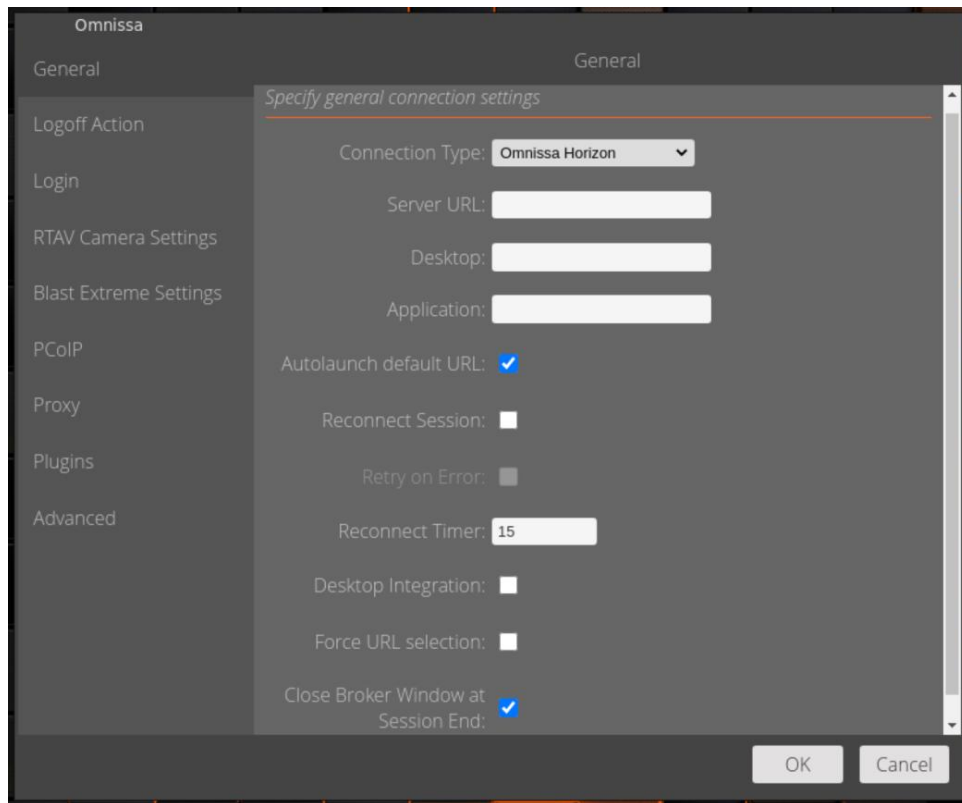 Omnissa
General
Logoff Action
Login
RTAV Camera Settings
Blast Extreme Settings
PCoIP
Proxy
Plugins
Advanced
General
Specify general connection settings
Connection Type: Omnissa Horizon
Server URL:
Desktop:
Application:
Autolaunch default URL:
Reconnect Session:
Retry on Error:
Reconnect Timer: 15
Desktop Integration:
Force URL selection:
Close Broker Window at
Session End:
OK Cancel